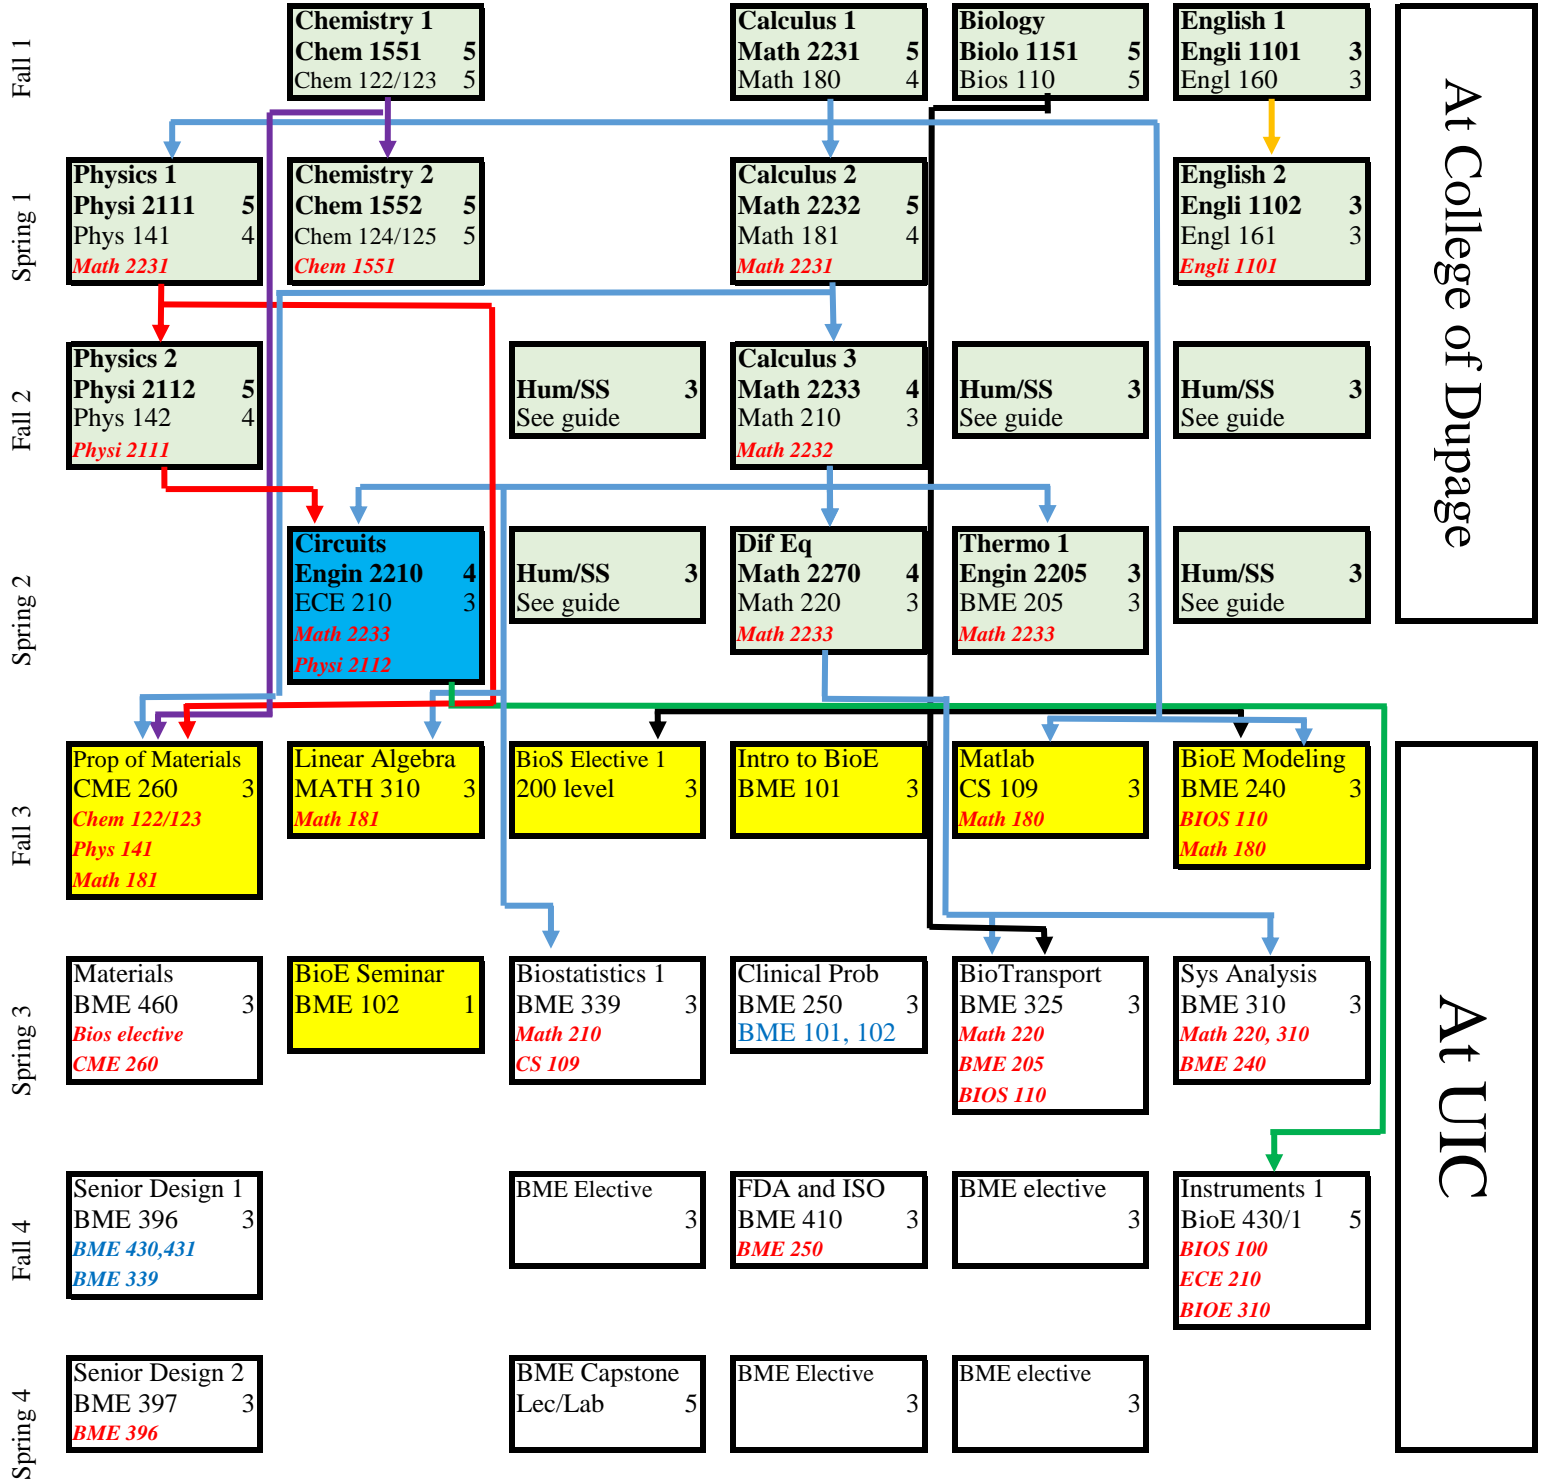 Fall 1
Chemistry 1
Chem 1551 5
Chem 122/123 5
Calculus 1
Math 2231 5
Math 180 4
Biology
Biolo 1151 5
Bios 110 5
English 1
Engli 1101 3
Engl 160 3
At College of Dupage
Spring 1
Physics 1
Physi 2111 5
Phys 141 4
Math 2231
Chemistry 2
Chem 1552 5
Chem 124/125 5
Chem 1551
Calculus 2
Math 2232 5
Math 181 4
Math 2231
English 2
Engli 1102 3
Engl 161 3
Engli 1101
Fall 2
Physics 2
Physi 2112 5
Phys 142 4
Physi 2111
Hum/SS 3
See guide
Calculus 3
Math 2233 4
Math 210 3
Math 2232
Hum/SS 3
See guide
Hum/SS 3
See guide
Spring 2
Circuits
Engin 2210 4
ECE 210 3
Math 2233
Physi 2112
Hum/SS 3
See guide
Dif Eq
Math 2270 4
Math 220 3
Math 2233
Thermo 1
Engin 2205 3
BME 205 3
Math 2233
Hum/SS 3
See guide
Fall 3
Prop of Materials
CME 260 3
Chem 122/123
Phys 141
Math 181
Linear Algebra
MATH 310 3
Math 181
BioS Elective 1
200 level 3
Intro to BioE
BME 101 3
Matlab
CS 109 3
Math 180
BioE Modeling
BME 240 3
BIOS 110
Math 180
At UIC
Spring 3
Materials
BME 460 3
Bios elective
CME 260
BioE Seminar
BME 102 1
Biostatistics 1
BME 339 3
Math 210
CS 109
Clinical Prob
BME 250 3
BME 101, 102
BioTransport
BME 325 3
Math 220
BME 205
BIOS 110
Sys Analysis
BME 310 3
Math 220, 310
BME 240
Fall 4
Senior Design 1
BME 396 3
BME 430,431
BME 339
BME Elective
3
FDA and ISO
BME 410 3
BME 250
BME elective
3
Instruments 1
BioE 430/1 5
BIOS 100
ECE 210
BIOE 310
Spring 4
Senior Design 2
BME 397 3
BME 396
BME Capstone
Lec/Lab 5
BME Elective
3
BME elective
3